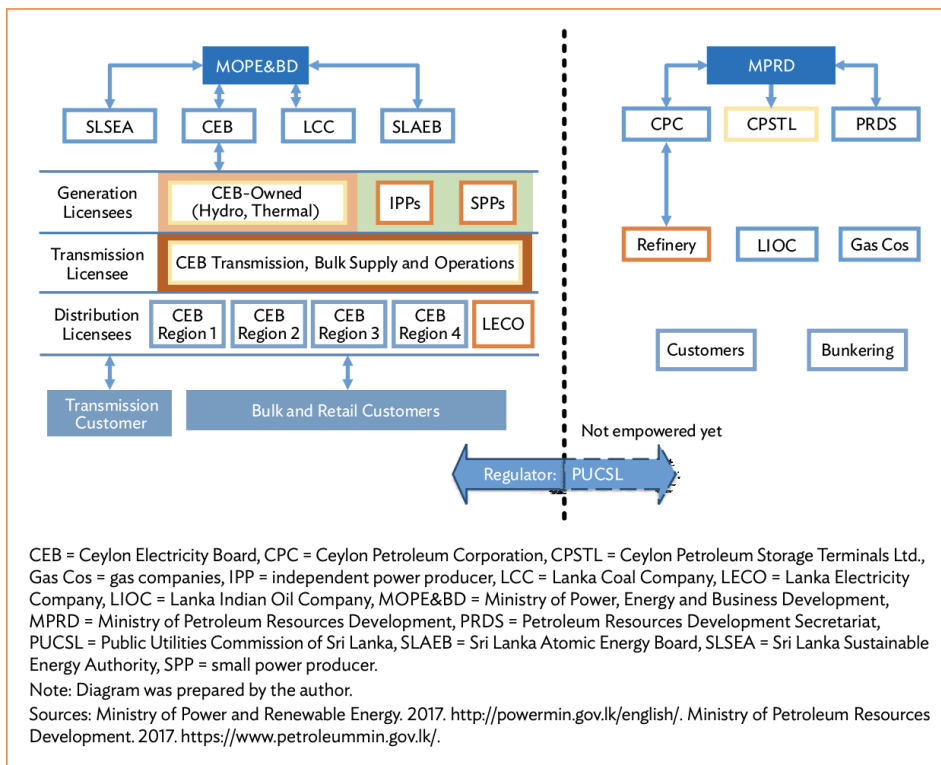 MOPE&BD
SLSEA
CEB
LCC
SLAEB
Generation
Licensees
CEB-Owned
(Hydro, Thermal)
IPPs
SPPs
Transmission
Licensee
CEB Transmission, Bulk Supply and Operations
Distribution
Licensees
CEB
Region 1
CEB
Region 2
CEB
Region 3
CEB
Region 4
LECO
Transmission
Customer
Bulk and Retail Customers
MPRD
CPC
CPSTL
PRDS
Refinery
LIOC
Gas Cos
Customers
Bunkering
Not empowered yet
Regulator: PUCSL
CEB = Ceylon Electricity Board, CPC = Ceylon Petroleum Corporation, CPSTL = Ceylon Petroleum Storage Terminals Ltd.,
Gas Cos = gas companies, IPP = independent power producer, LCC = Lanka Coal Company, LECO = Lanka Electricity
Company, LIOC = Lanka Indian Oil Company, MOPE&BD = Ministry of Power, Energy and Business Development,
MPRD = Ministry of Petroleum Resources Development, PRDS = Petroleum Resources Development Secretariat,
PUCSL = Public Utilities Commission of Sri Lanka, SLAEB = Sri Lanka Atomic Energy Board, SLSEA = Sri Lanka Sustainable
Energy Authority, SPP = small power producer.
Note: Diagram was prepared by the author.
Sources: Ministry of Power and Renewable Energy. 2017. http://powermin.gov.lk/english/. Ministry of Petroleum Resources
Development. 2017. https://www.petroleummin.gov.lk/.